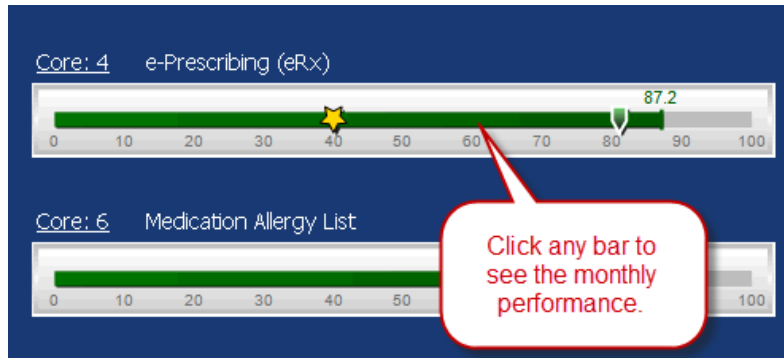 Core: 4 e-Prescribing (eRx)
87.2
0 10 20 30 40 50 60 70 80 90 100
Core: 6 Medication Allergy List
0 10 20 30 40 50 100
Click any bar to
see the monthly
performance.